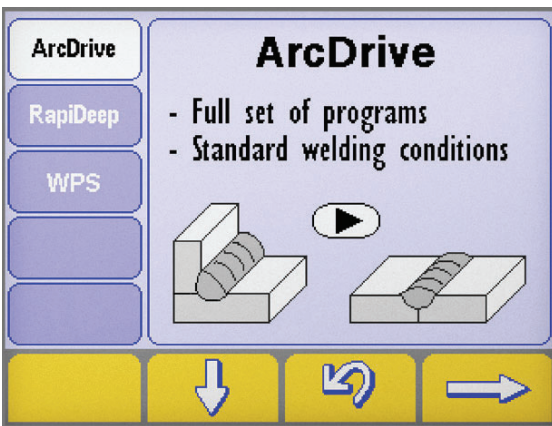 ArcDrive
RapiDeep
WPS
ArcDrive
- Full set of programs
- Standard welding conditions